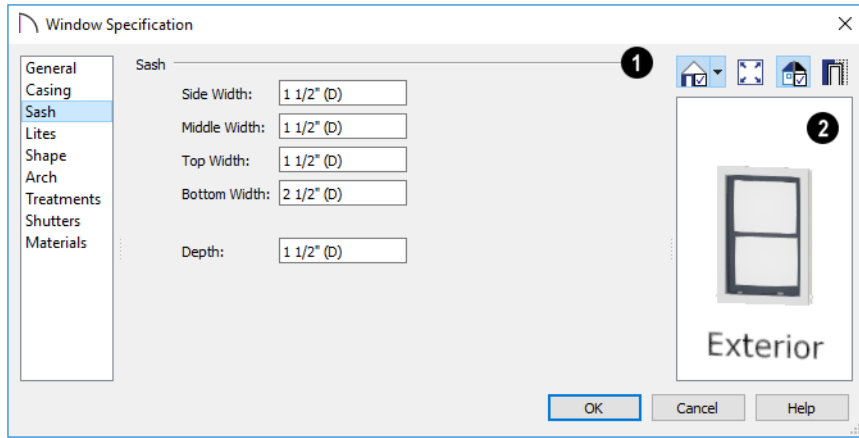 Window Specification
General
Casing
Sash
Lites
Shape
Arch
Treatments
Shutters
Materials
Sash
Side Width: 1 1/2" (D)
Middle Width: 1 1/2" (D)
Top Width: 1 1/2" (D)
Bottom Width: 2 1/2" (D)
Depth: 1 1/2" (D)
1
2
Exterior
OK Cancel Help